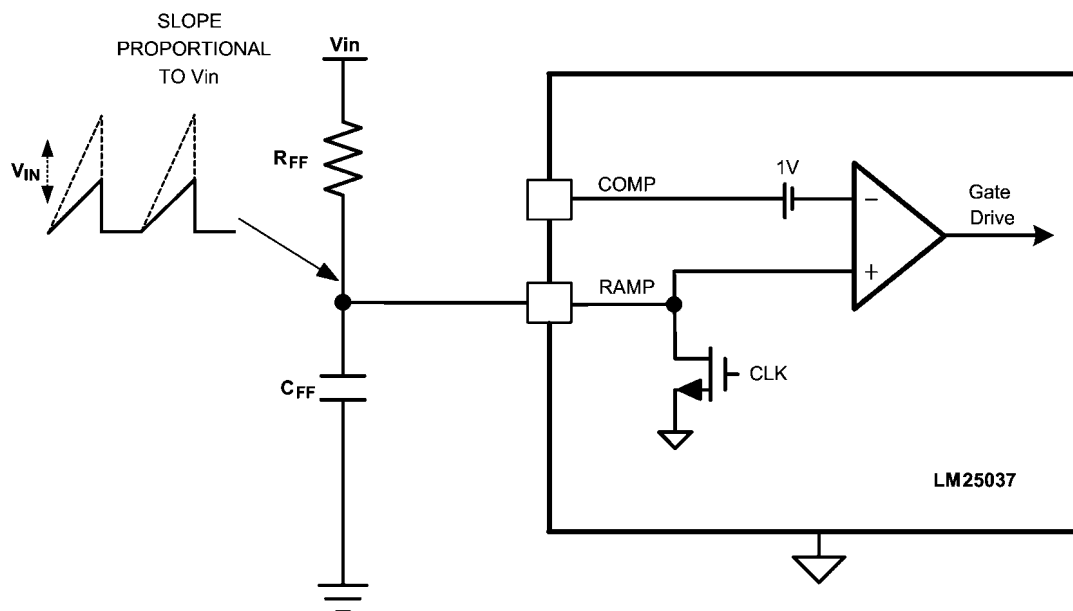 SLOPE
PROPORTIONAL
TO Vin
Vin
VIN
RFF
CFF
COMP
1V
−
+
Gate
Drive
RAMP
CLK
LM25037